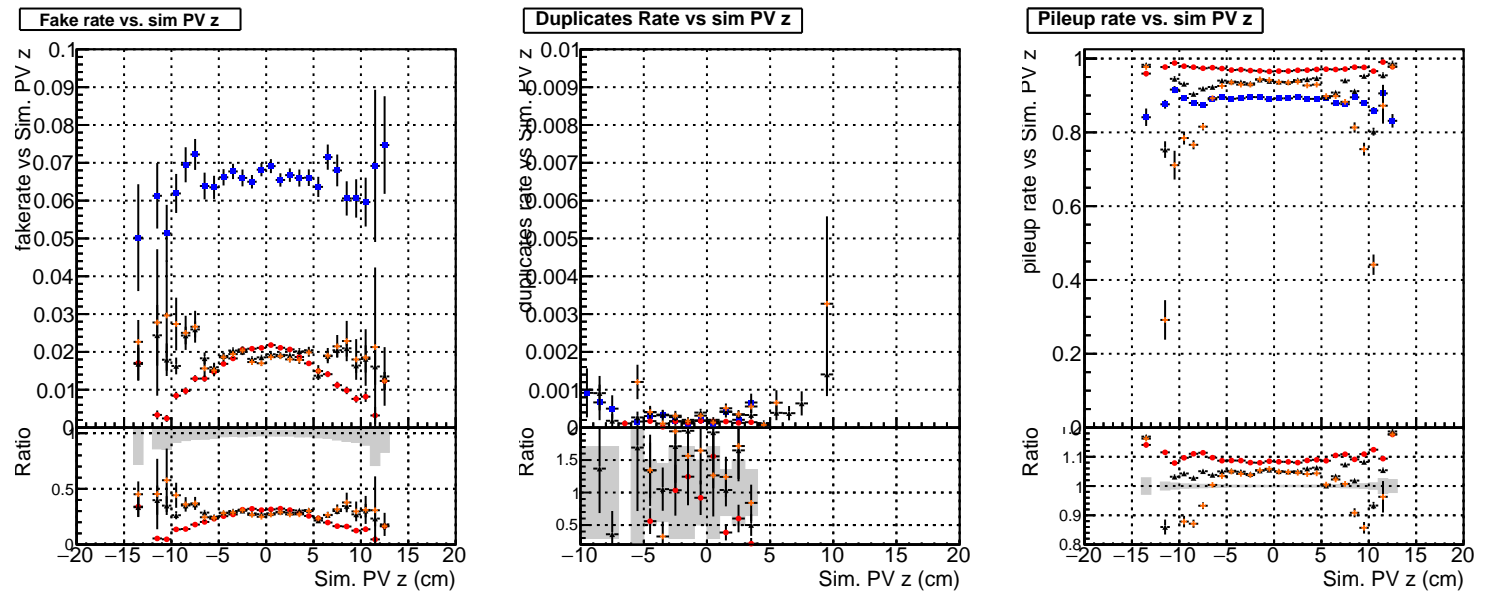 Fake rate vs. sim PV z
fakerate vs Sim. PV z
0.1
0.09
0.08
0.07
0.06
0.05
0.04
0.03
0.02
0.01
0
Ratio
0.5
0
−20 −15 −10 −5 0 5 10 15 20
Sim. PV z (cm)
Duplicates Rate vs sim PV z
duplicates rate vs Sim. PV z
0.01
0.009
0.008
0.007
0.006
0.005
0.004
0.003
0.002
0.001
0
Ratio
1.5
1
0.5
−10 −5 0 5 10 15 20
Sim. PV z (cm)
Pileup rate vs. sim PV z
pileup rate vs Sim. PV z
1
0.8
0.6
0.4
0.2
0
Ratio
1.1
1
0.9
0.8
−20 −15 −10 −5 0 5 10 15 20
Sim. PV z (cm)